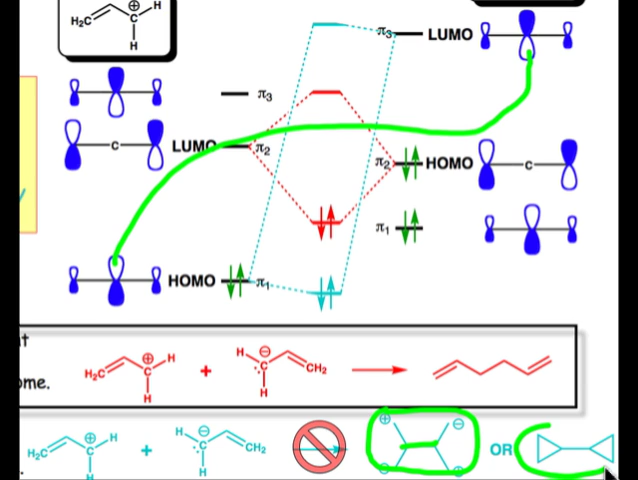 H₂C ⊕ C H H
π₃ LUMO
π₃
C LUMO π₂
π₂ HOMO C
π₁
HOMO π₁
t
ome.
H₂C ⊕ C H H + H ⊖ :C H CH₂
H₂C ⊕ C H H + H ⊖ :C H CH₂ ⊕ ⊖ ⊖ ⊕ OR
.